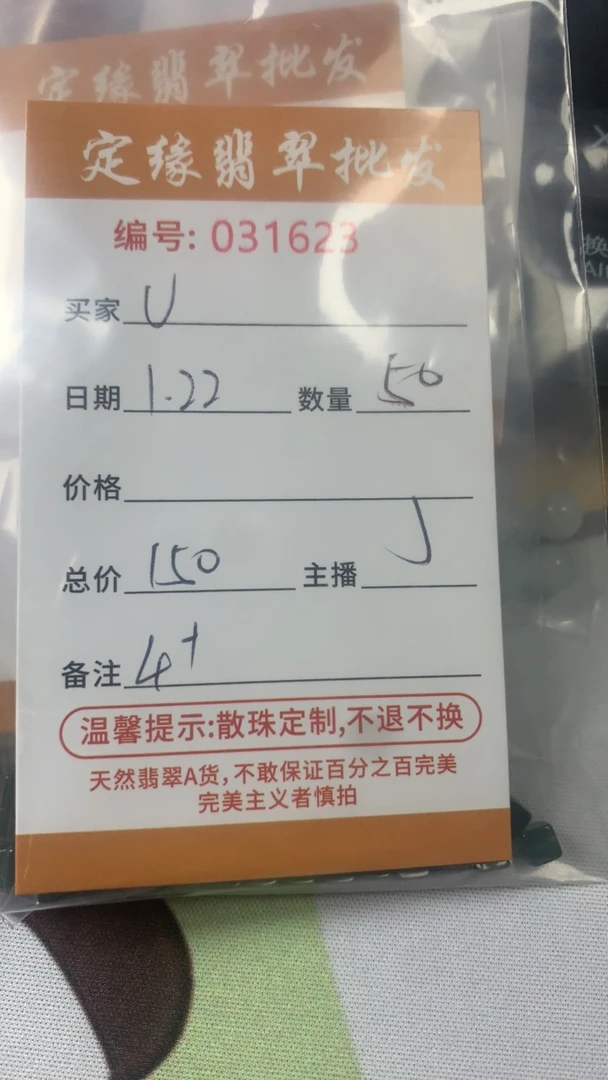 定缘翡翠批发
定缘翡翠批发
编号: 031623
买家 U
日期 1.22 数量 50
价格
总价 150 主播 J
备注 4+
温馨提示:散珠定制,不退不换
天然翡翠A货,不敢保证百分之百完美
完美主义者慎拍
换